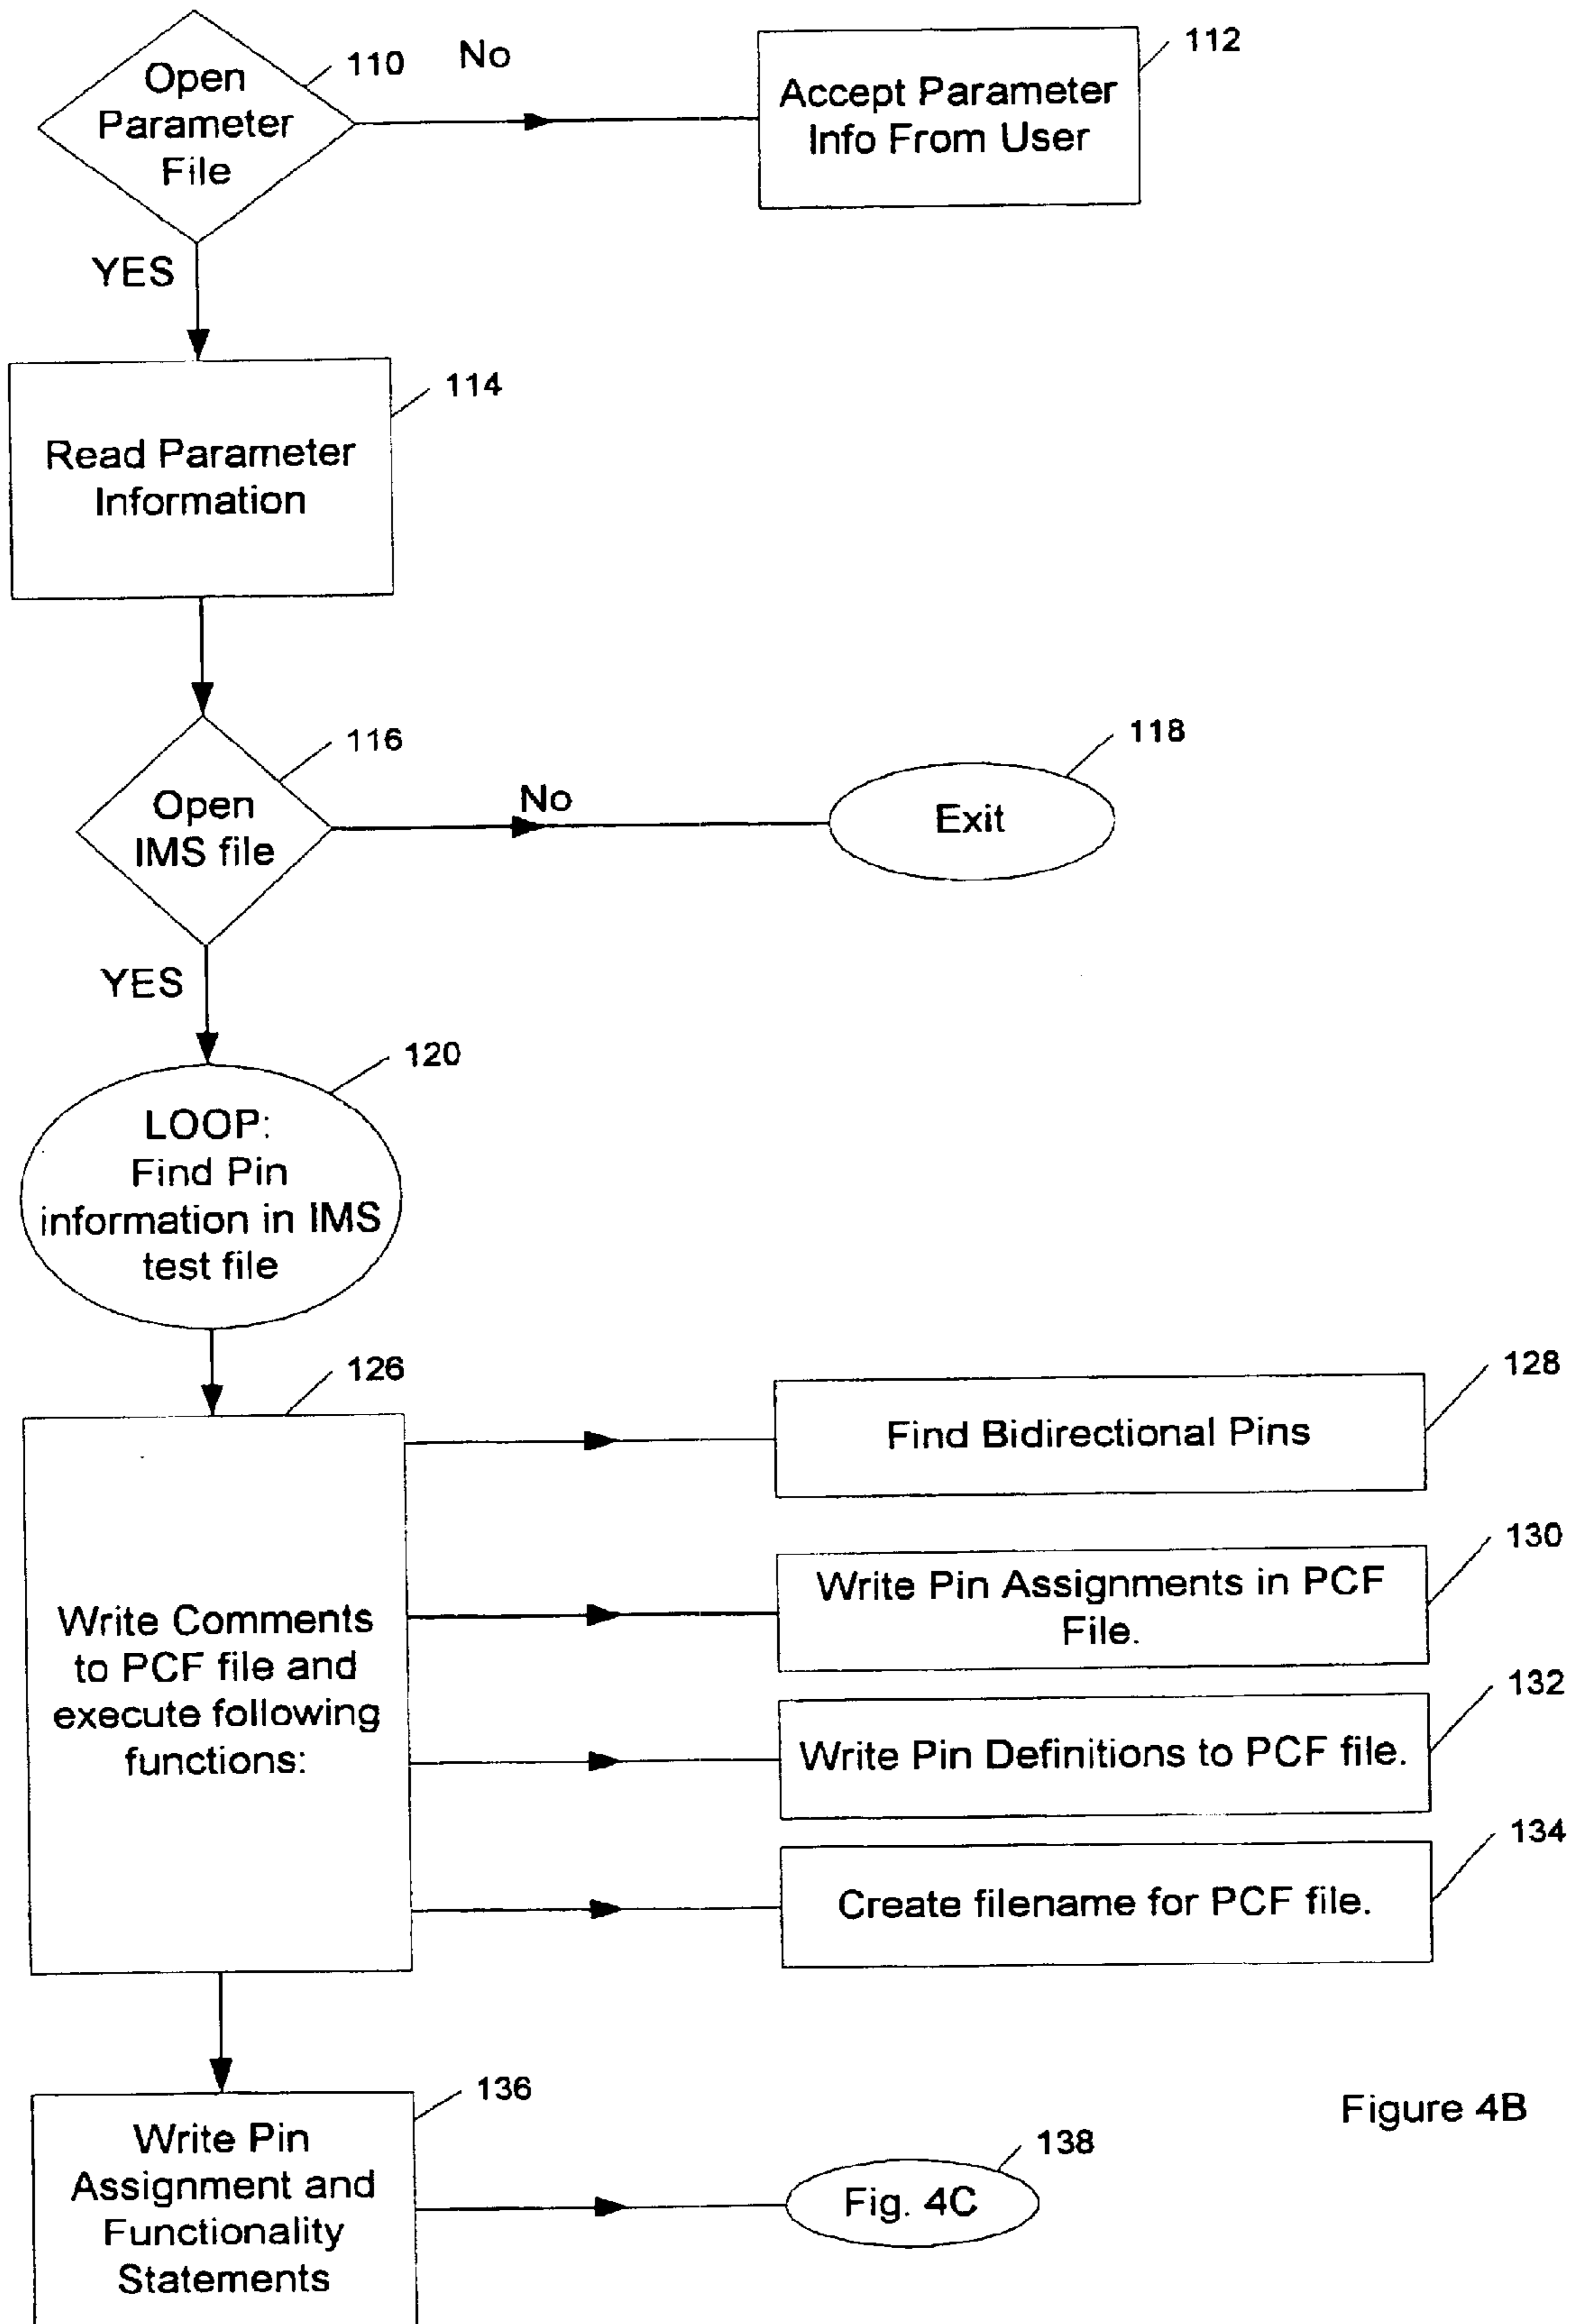 Open
Parameter
File
110
No
Accept Parameter
Info From User
112
YES
Read Parameter
Information
114
Open
IMS file
116
No
Exit
118
YES
LOOP:
Find Pin
information in IMS
test file
120
Write Comments
to PCF file and
execute following
functions:
126
Find Bidirectional Pins
128
Write Pin Assignments in PCF
File.
130
Write Pin Definitions to PCF file.
132
Create filename for PCF file.
134
Write Pin
Assignment and
Functionality
Statements
136
Fig. 4C
138
Figure 4B